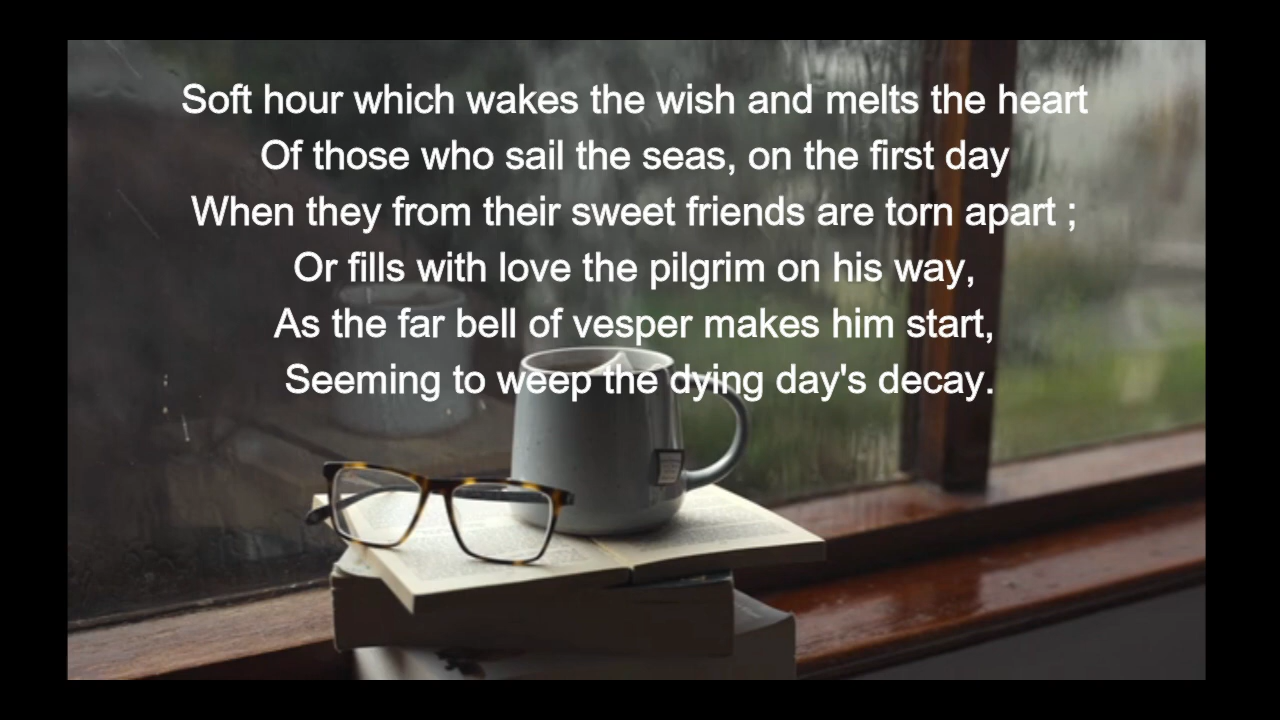 Soft hour which wakes the wish and melts the heart
Of those who sail the seas, on the first day
When they from their sweet friends are torn apart ;
Or fills with love the pilgrim on his way,
As the far bell of vesper makes him start,
Seeming to weep the dying day's decay.